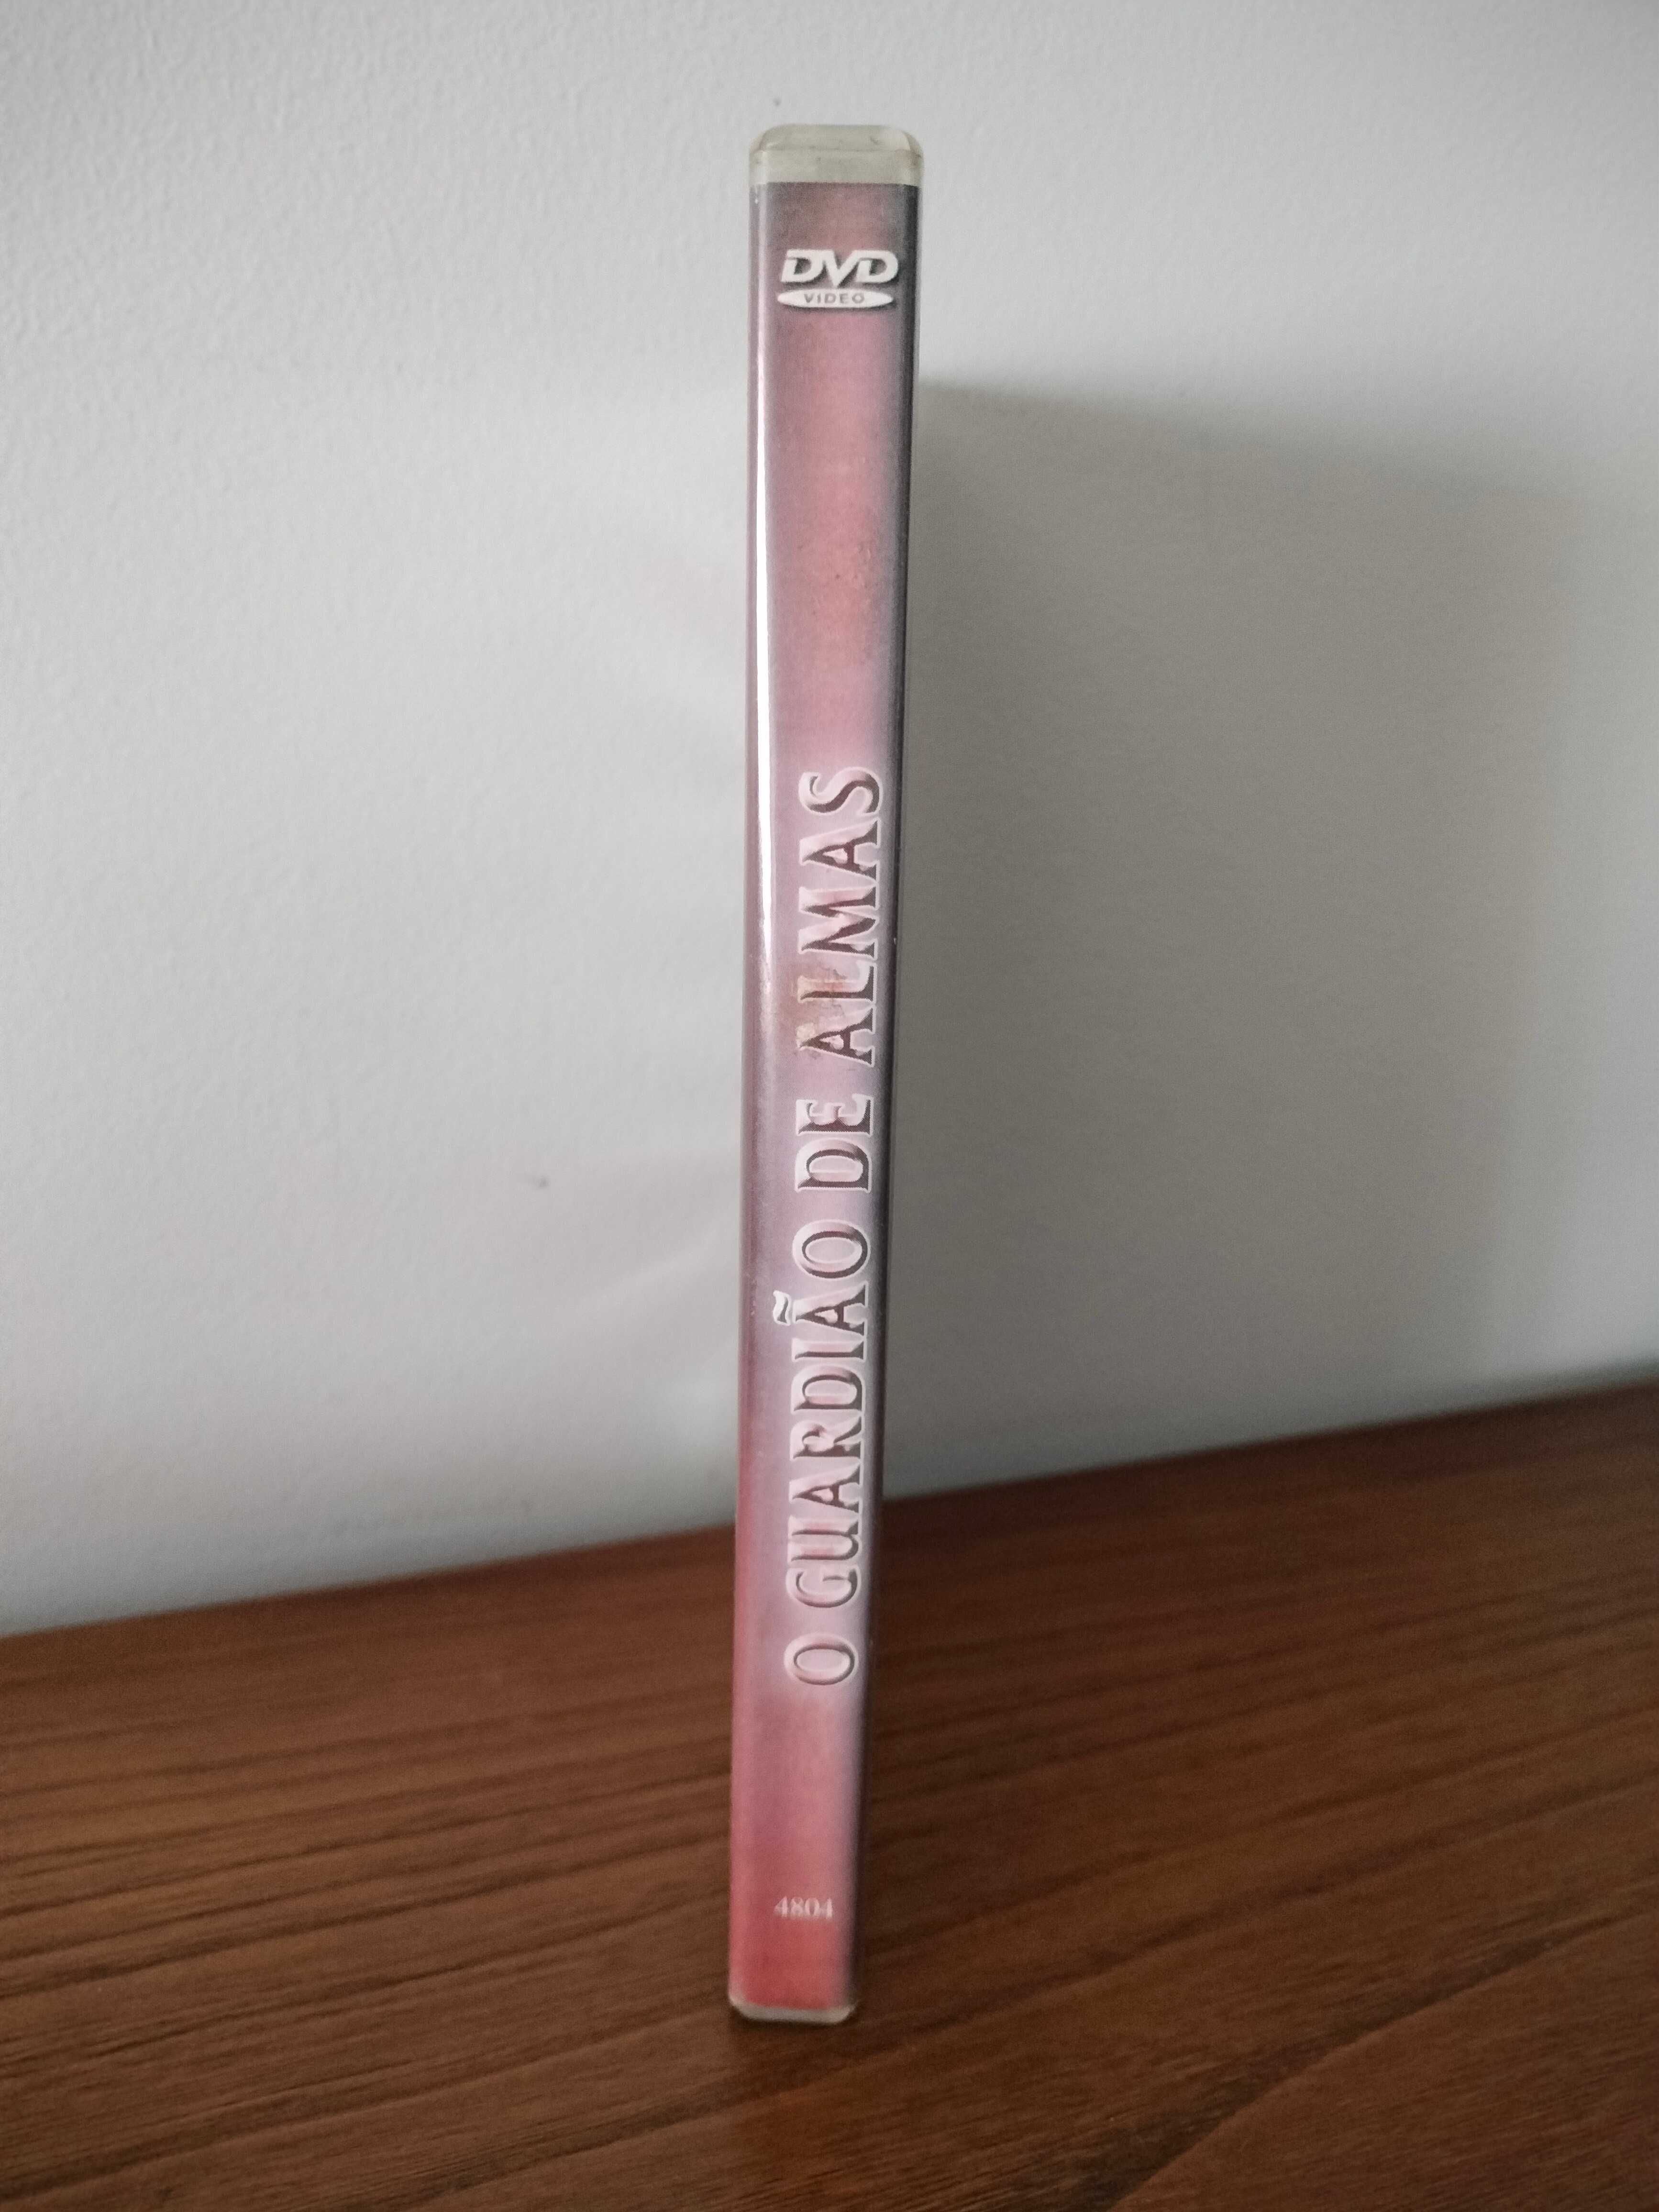 DVD
VIDEO
O GUARDIÃO DE ALMAS
4804